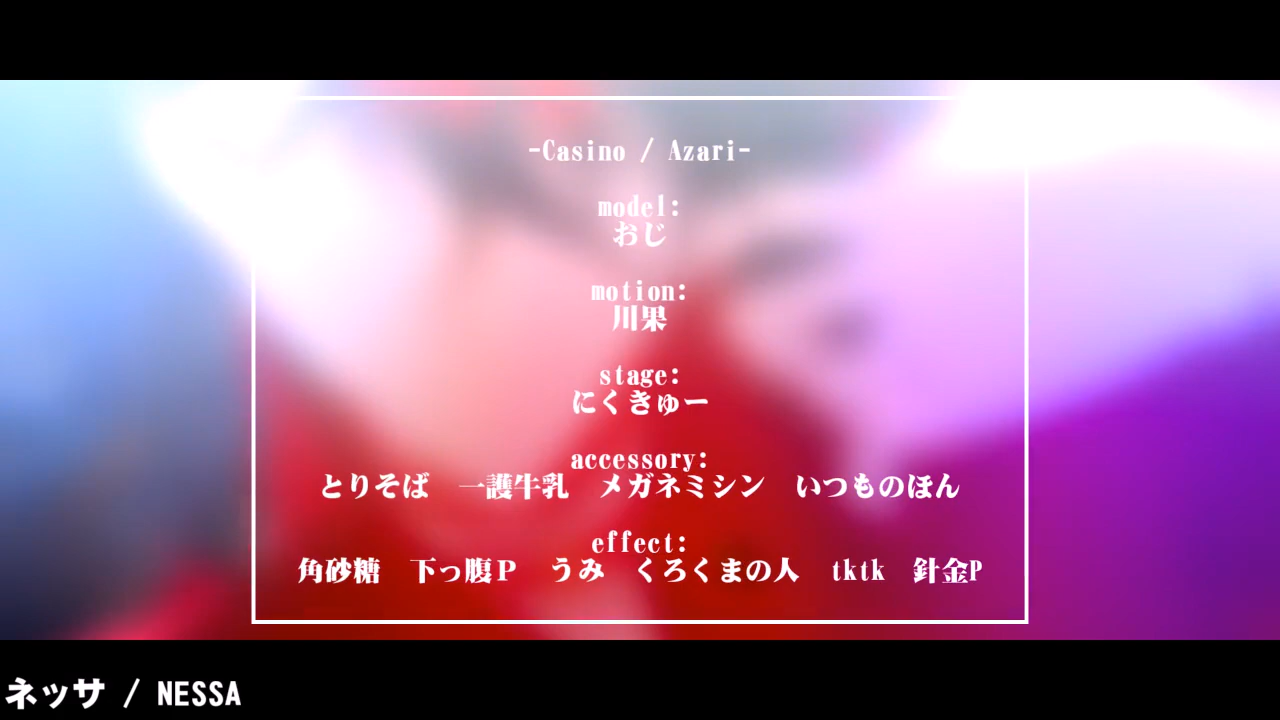 -Casino / Azari-
model:
おじ
motion:
川果
stage:
にくきゅー
accessory:
とりそば　一護牛乳　メガネミシン　いつものほん
effect:
角砂糖　下っ腹P　うみ　くろくまの人　tktk　針金P
ネッサ / NESSA